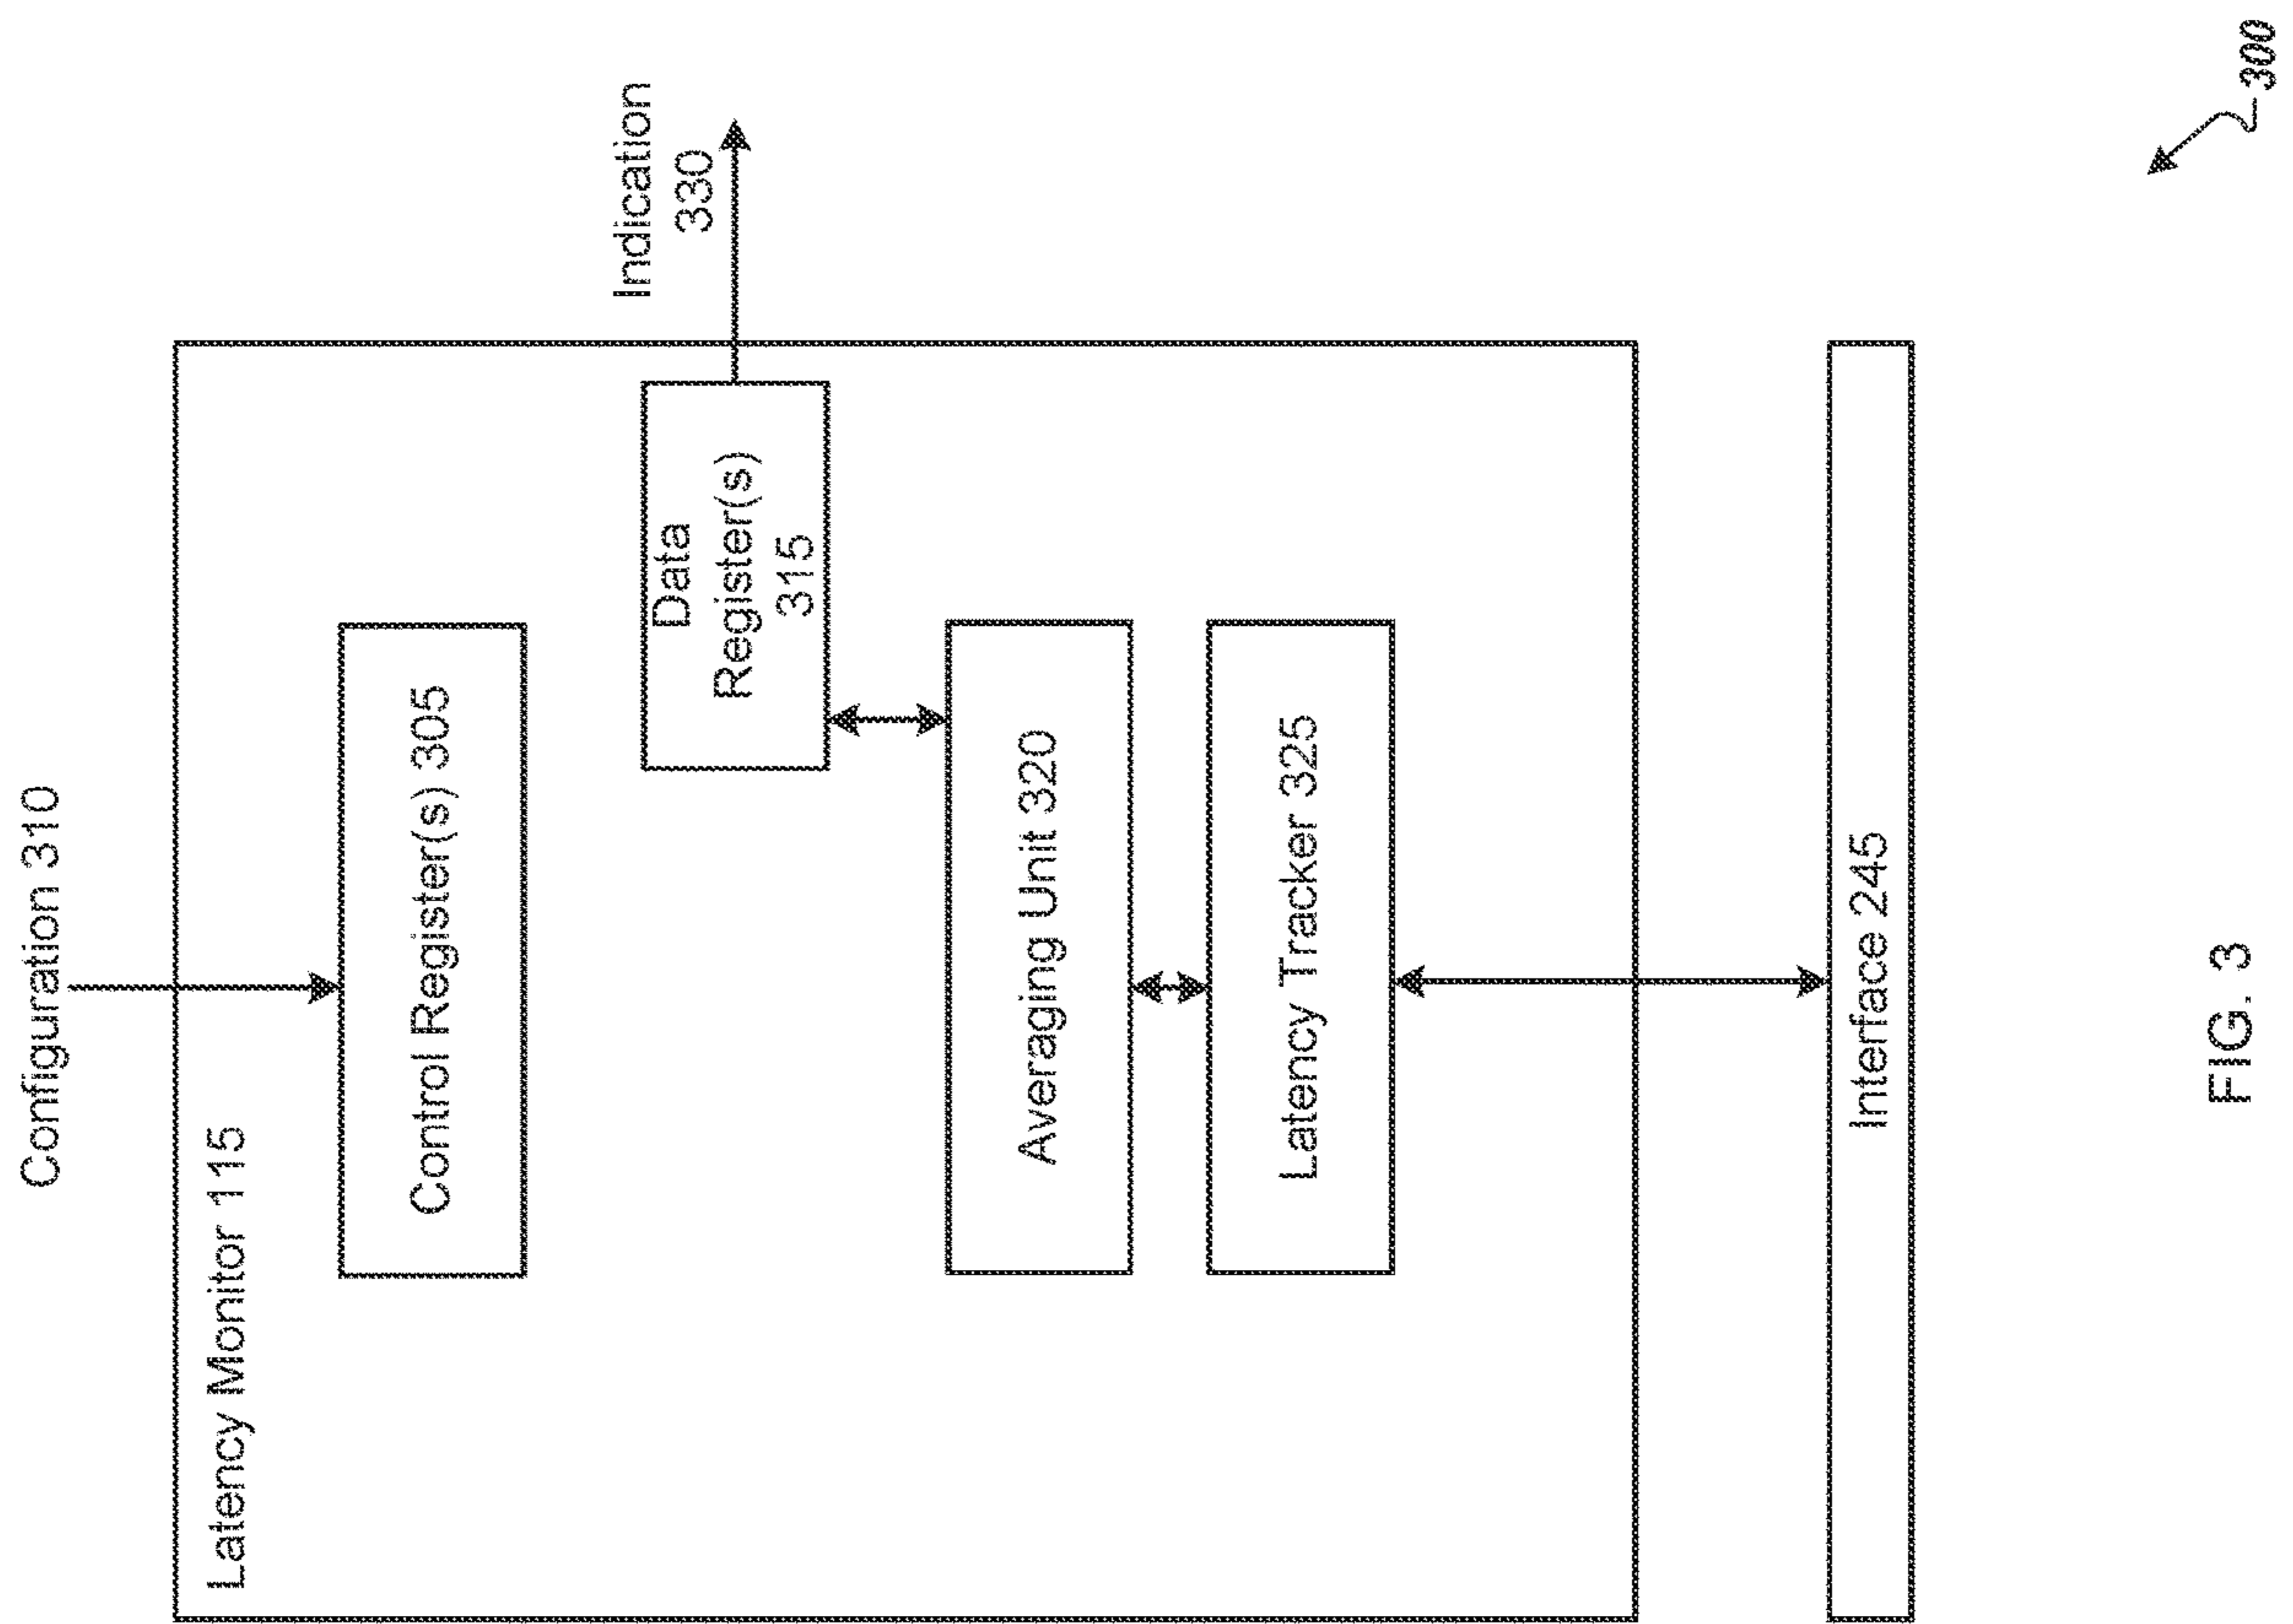 Configuration 310
Latency Monitor 115
Control Register(s) 305
Data
Register(s)
315
Indication
330
Averaging Unit 320
Latency Tracker 325
Interface 245
FIG. 3
300